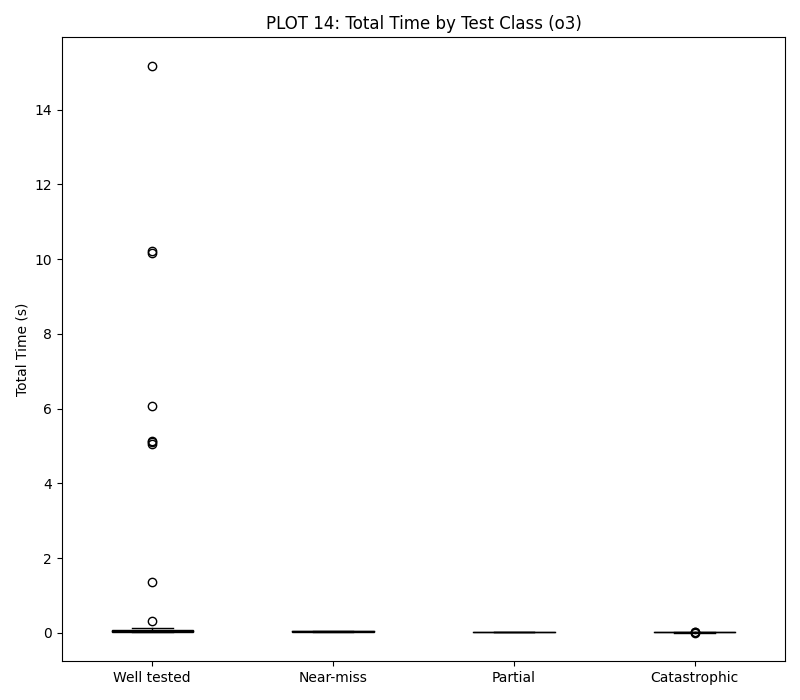 PLOT 14: Total Time by Test Class (o3)
Total Time (s)
14
12
10
8
6
4
2
0
Well tested
Near-miss
Partial
Catastrophic